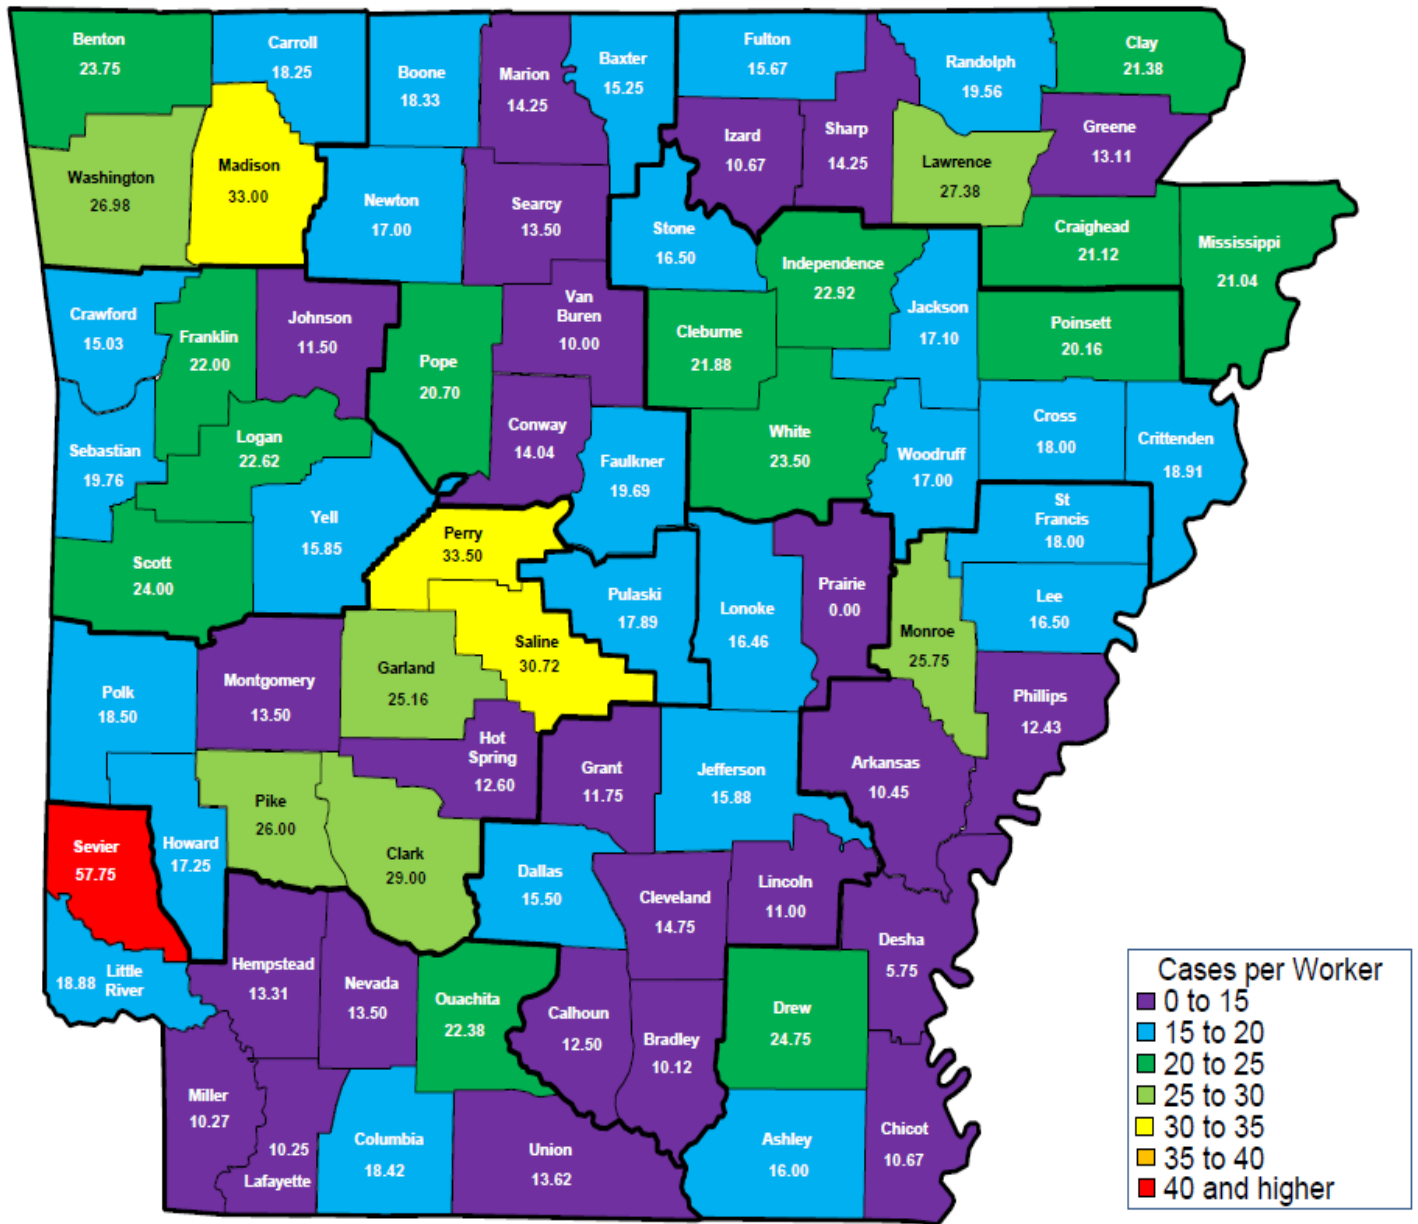 Benton
23.75
Carroll
18.25
Boone
18.33
Marion
14.25
Baxter
15.25
Fulton
15.67
Randolph
19.56
Clay
21.38
Washington
26.98
Madison
33.00
Newton
17.00
Searcy
13.50
Stone
16.50
Izard
10.67
Sharp
14.25
Lawrence
27.38
Greene
13.11
Craighead
21.12
Mississippi
21.04
Independence
22.92
Crawford
15.03
Franklin
22.00
Johnson
11.50
Pope
20.70
Van
Buren
10.00
Cleburne
21.88
Jackson
17.10
Poinsett
20.16
Sebastian
19.76
Logan
22.62
Conway
14.04
Faulkner
19.69
White
23.50
Woodruff
17.00
Cross
18.00
Crittenden
18.91
Scott
24.00
Yell
15.85
Perry
33.50
Pulaski
17.89
Lonoke
16.46
Prairie
0.00
St
Francis
18.00
Lee
16.50
Monroe
25.75
Phillips
12.43
Polk
18.50
Montgomery
13.50
Garland
25.16
Saline
30.72
Hot
Spring
12.60
Grant
11.75
Jefferson
15.88
Arkansas
10.45
Sevier
57.75
Howard
17.25
Pike
26.00
Clark
29.00
Dallas
15.50
Cleveland
14.75
Lincoln
11.00
Desha
5.75
18.88 Little
River
Hempstead
13.31
Nevada
13.50
Ouachita
22.38
Calhoun
12.50
Bradley
10.12
Drew
24.75
Miller
10.27
10.25
Lafayette
Columbia
18.42
Union
13.62
Ashley
16.00
Chicot
10.67
Cases per Worker
0 to 15
15 to 20
20 to 25
25 to 30
30 to 35
35 to 40
40 and higher